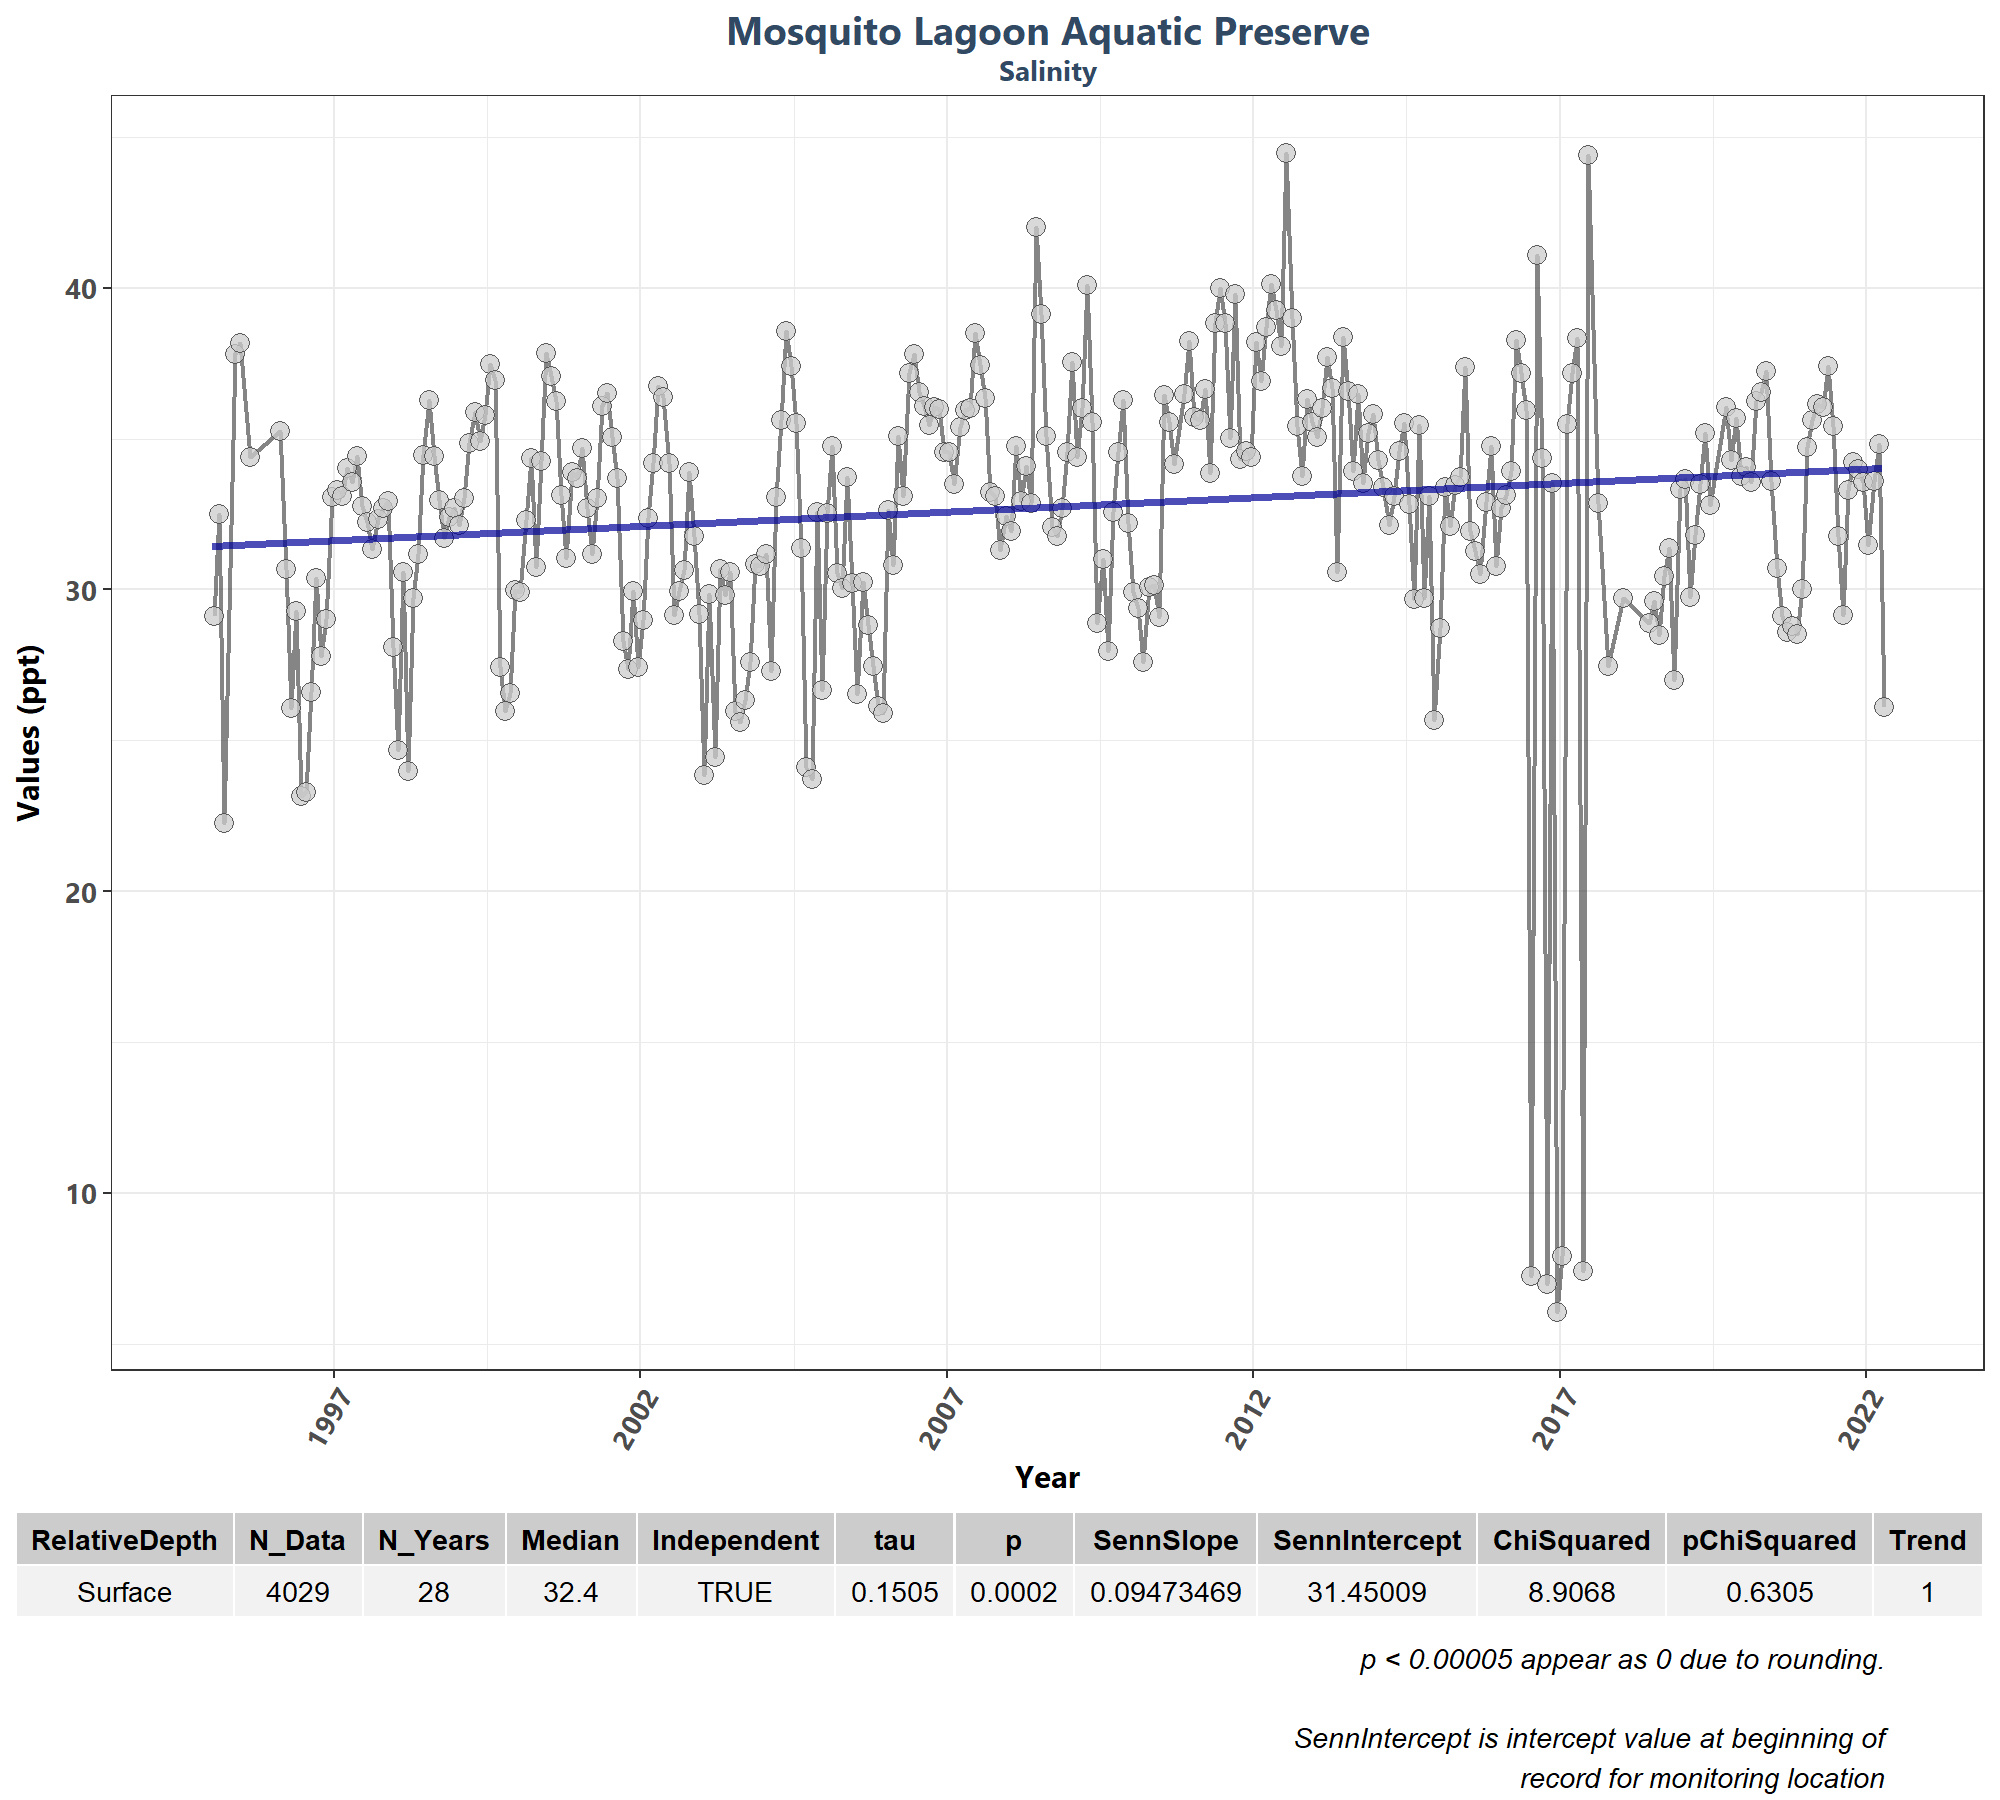 Mosquito Lagoon Aquatic Preserve
Salinity
40
30
20
10
Values (ppt)
1997 2002 2007 2012 2017 2022
Year
RelativeDepth N_Data N_Years Median Independent tau p SennSlope SennIntercept ChiSquared pChiSquared Trend
Surface 4029 28 32.4 TRUE 0.1505 0.0002 0.09473469 31.45009 8.9068 0.6305 1
p < 0.00005 appear as 0 due to rounding.
SennIntercept is intercept value at beginning of
record for monitoring location